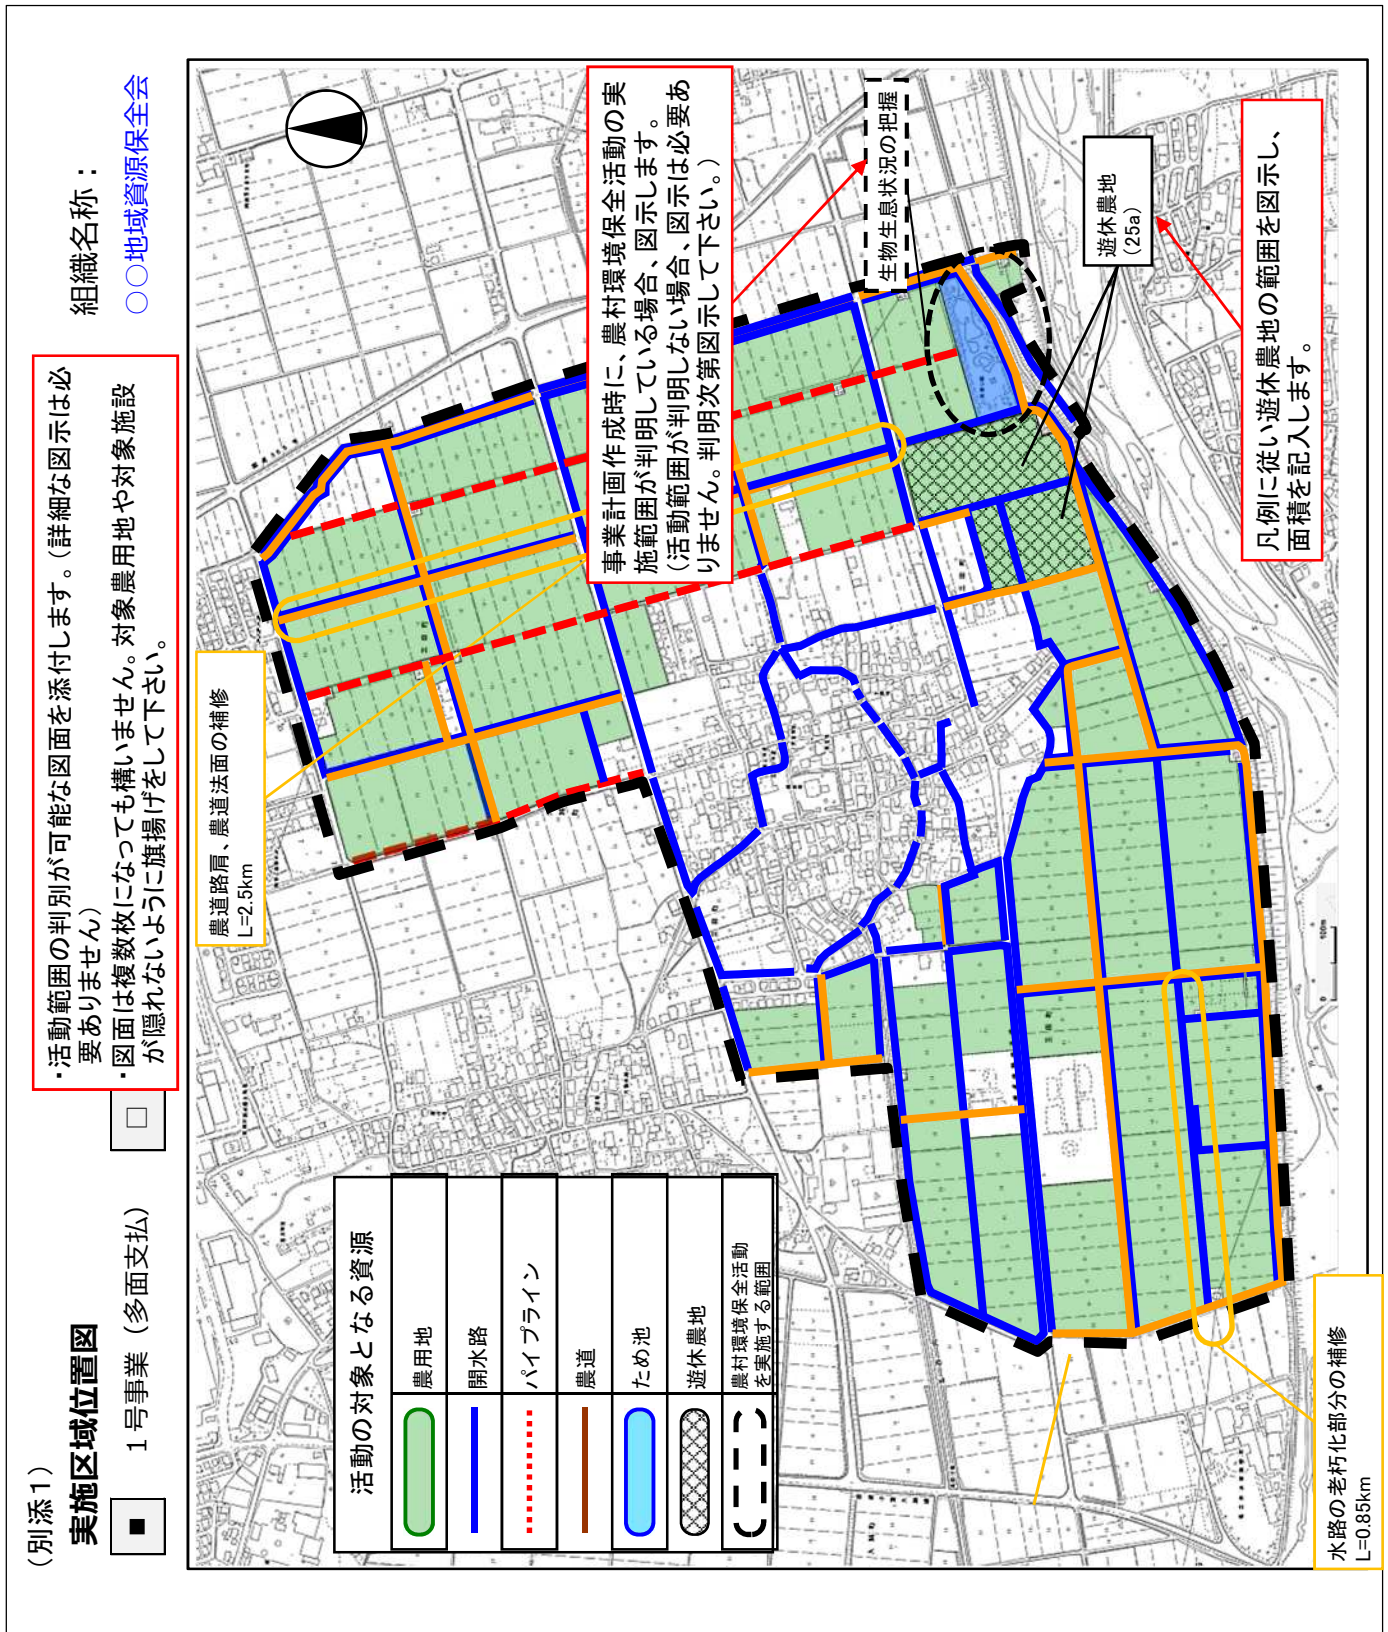 （別添１）
実施区域位置図
■
１号事業（多面支払）
□
・活動範囲の判別が可能な図面を添付します。（詳細な図示は必
要ありません）
・図面は複数枚になっても構いません。対象農用地や対象施設
が隠れないように旗揚げをして下さい。
組織名称：
○○地域資源保全会
農道路肩、農道法面の補修
L=2.5km
事業計画作成時に、農村環境保全活動の実
施範囲が判明している場合、図示します。
（活動範囲が判明しない場合、図示は必要あ
りません。判明次第図示して下さい。）
生物生息状況の把握
遊休農地
（25a）
凡例に従い遊休農地の範囲を図示し、
面積を記入します。
活動の対象となる資源
農用地
開水路
パイプライン
農道
ため池
遊休農地
農村環境保全活動
を実施する範囲
水路の老朽化部分の補修
L=0.85km
0 100m